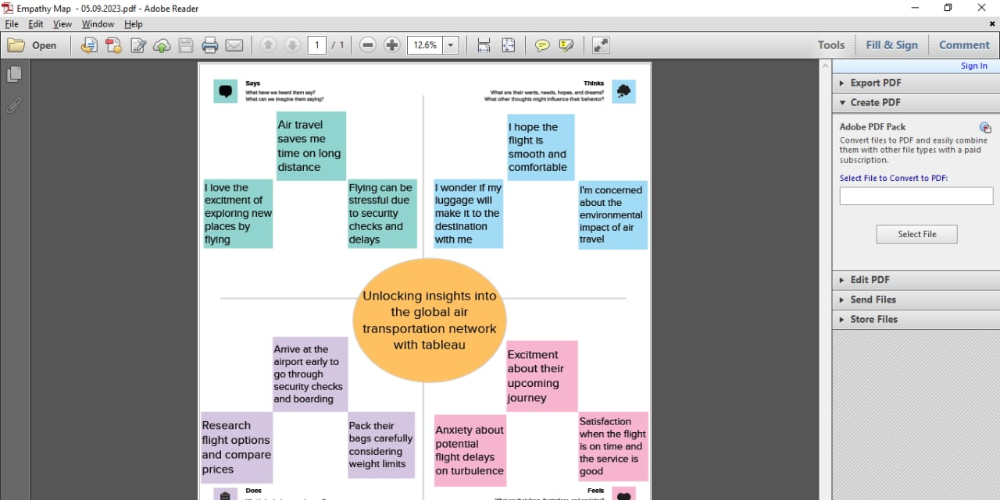 Empathy Map - 05.09.2023.pdf - Adobe Reader
File Edit View Window Help
Open
1 / 1
12.6%
Tools
Fill & Sign
Comment
Sign In
Export PDF
Create PDF
Adobe PDF Pack
Convert files to PDF and easily combine
them with other file types with a paid
subscription.
Select File to Convert to PDF:
Select File
Edit PDF
Send Files
Store Files
Says
What have we heard them say?
What can we imagine them saying?
Air travel
saves me
time on long
distance
I love the
excitment of
exploring new
places by
flying
Flying can be
stressful due
to security
checks and
delays
Thinks
What are their wants, needs, hopes, and dreams?
What other thoughts might influence their behavior?
I hope the
flight is
smooth and
comfortable
I wonder if my
luggage will
make it to the
destination
with me
I'm concerned
about the
environmental
impact of air
travel
Unlocking insights into
the global air
transportation network
with tableau
Arrive at the
airport early to
go through
security checks
and boarding
Research
flight options
and compare
prices
Pack their
bags carefully
considering
weight limits
Does
Excitment
about their
upcoming
journey
Anxiety about
potential
flight delays
on turbulence
Satisfaction
when the flight
is on time and
the service is
good
Feels